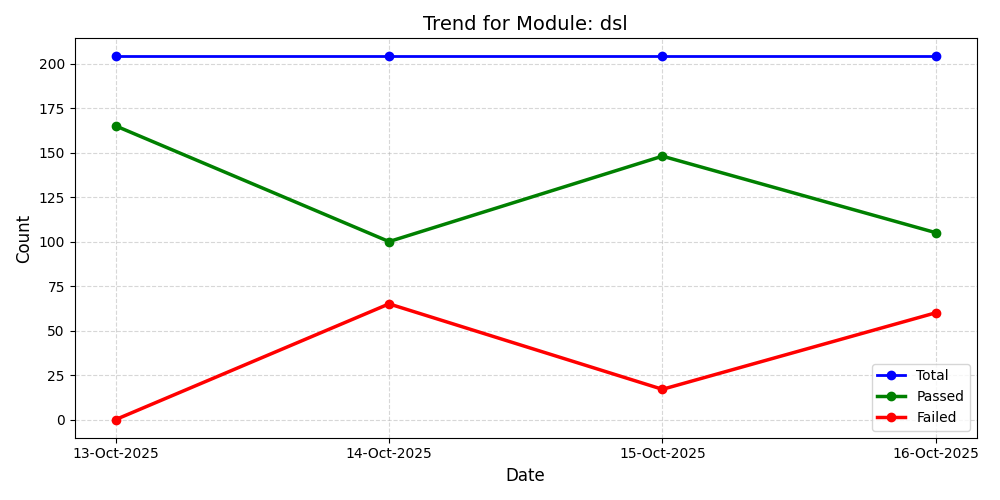 Trend for Module: dsl
200
175
150
125
100
75
50
25
0
Count
13-Oct-2025 14-Oct-2025 15-Oct-2025 16-Oct-2025
Date
Total
Passed
Failed